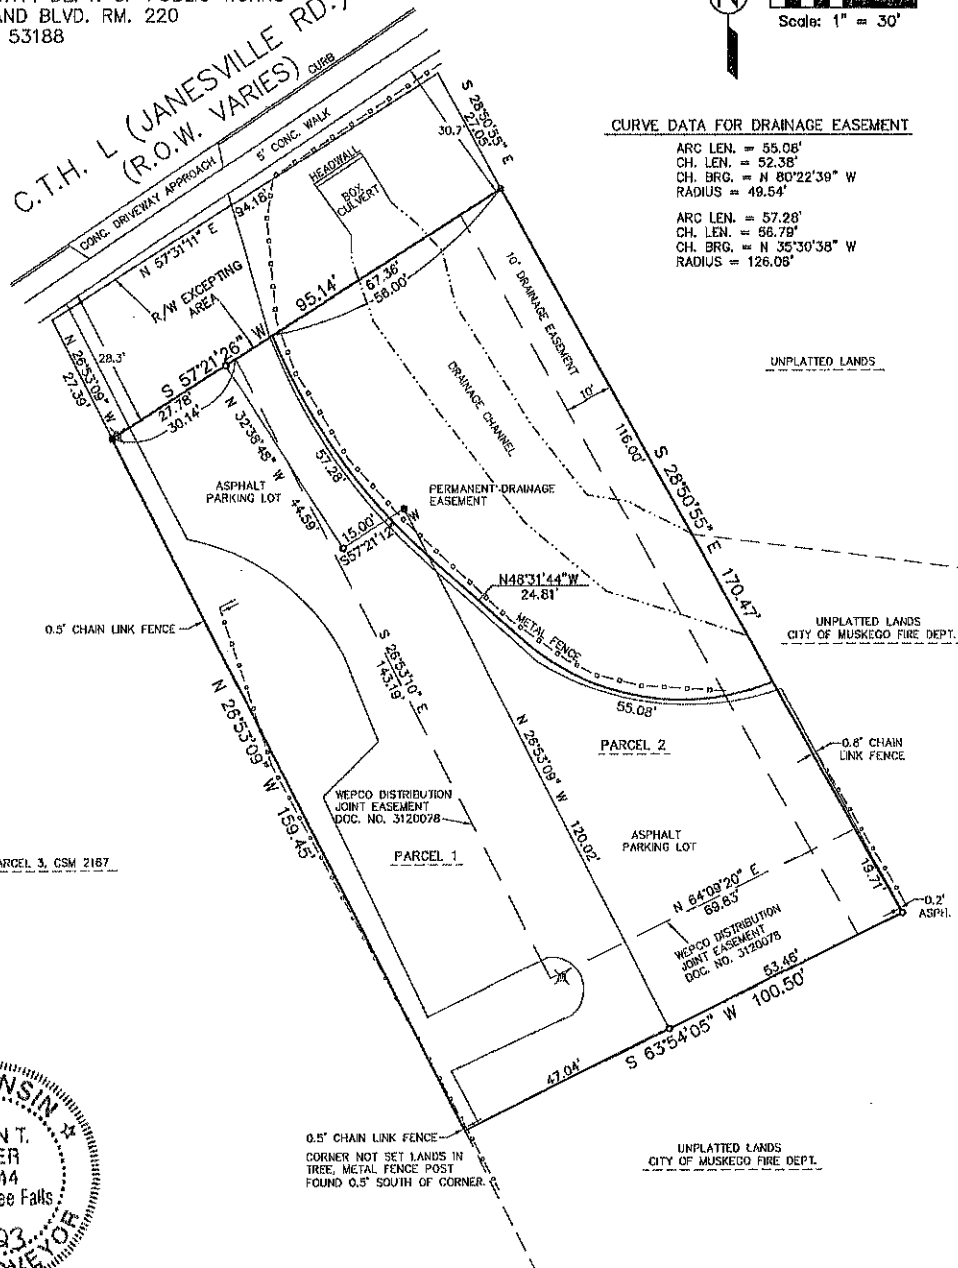 AND BLVD. RM. 220
53188
C.T.H. L (JANESVILLE RD.)
(R.O.W. VARIES)
CURB
5' CONC. WALK
CONC. DRIVEWAY APPROACH
Scale: 1" = 30'
CURVE DATA FOR DRAINAGE EASEMENT
ARC LEN. = 55.08'
CH. LEN. = 52.38'
CH. BRG. = N 80°22'39" W
RADIUS = 49.54'
ARC LEN. = 57.28'
CH. LEN. = 56.79'
CH. BRG. = N 35°30'38" W
RADIUS = 126.06'
S 28°50'55" E
27.05'
30.7'
HEADWALL
BOX
CULVERT
94.18'
N 57°31'11" E
R/W EXCEPTING
AREA
N 26°53'09" W
27.39'
28.3'
S 57°21'26" W
95.14'
67.36'
58.00'
27.78'
30.14'
10' DRAINAGE EASEMENT
10'
UNPLATTED LANDS
DRAINAGE CHANNEL
116.00'
S 28°50'55" E 170.47'
N 32°38'48" W
44.59'
57.28'
ASPHALT
PARKING LOT
PERMANENT DRAINAGE
EASEMENT
15.00'
S57°21'12" W
N48°31'44"W
24.81'
METAL FENCE
0.5' CHAIN LINK FENCE
UNPLATTED LANDS
CITY OF MUSKEGO FIRE DEPT.
S 26°53'10" E
143.19'
55.08'
N 26°53'09" W 159.45'
N 26°53'09" W 120.02'
PARCEL 2
0.8' CHAIN
LINK FENCE
WEPCO DISTRIBUTION
JOINT EASEMENT
DOC. NO. 3120078
ASPHALT
PARKING LOT
PARCEL 1
PARCEL 3, CSM 2167
19.71'
N 64°09'20" E
69.83'
0.2'
ASPH.
WEPCO DISTRIBUTION
JOINT EASEMENT
DOC. NO. 3120078
53.46'
S 63°54'05" W 100.50'
47.04'
0.5' CHAIN LINK FENCE
CORNER NOT SET LANDS IN
TREE, METAL FENCE POST
FOUND 0.5' SOUTH OF CORNER.
UNPLATTED LANDS
CITY OF MUSKEGO FIRE DEPT.